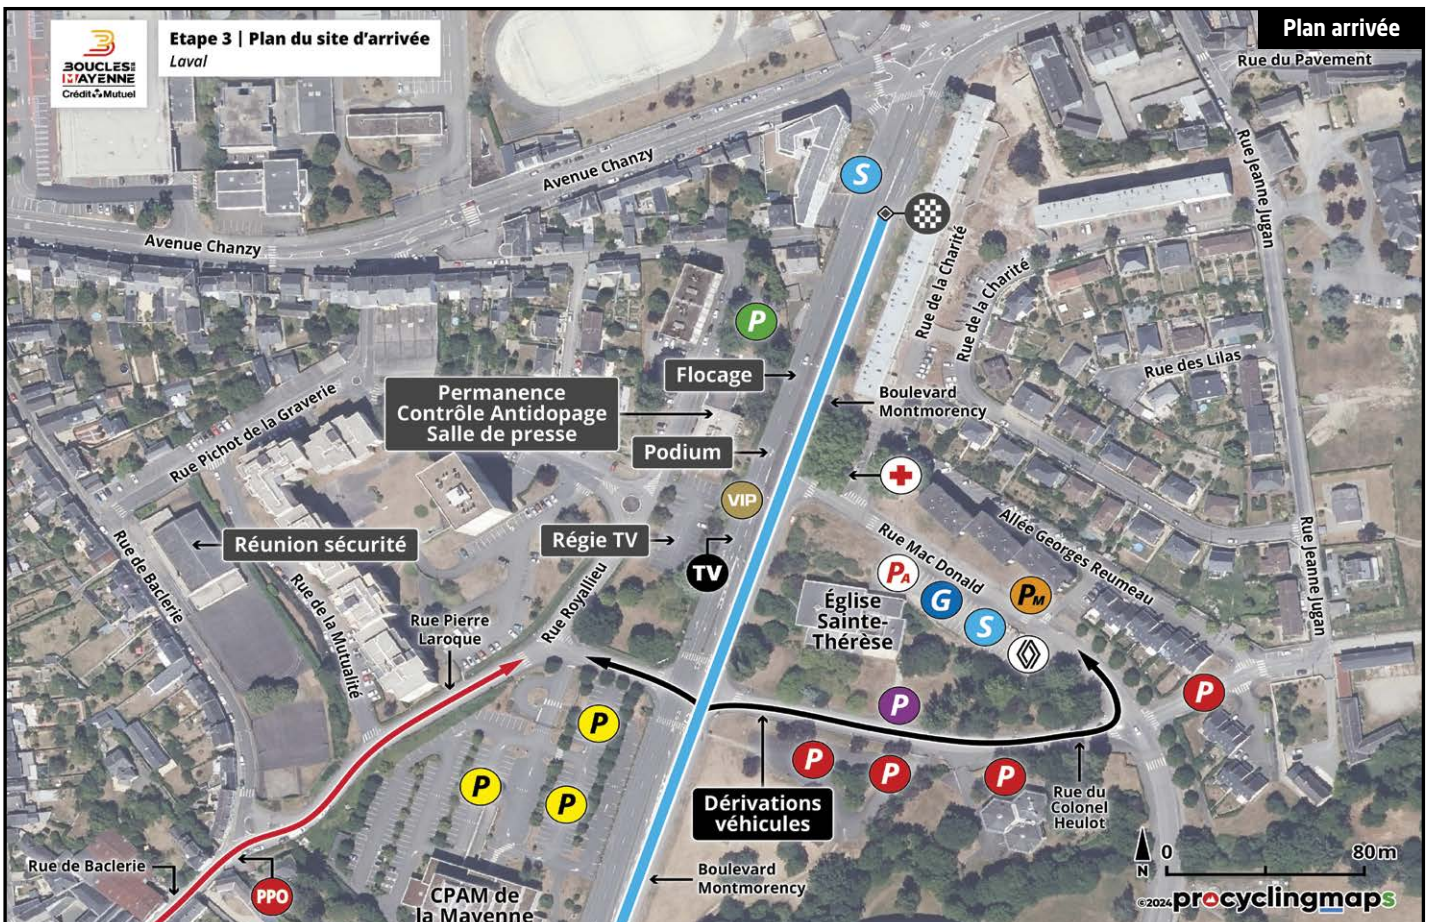 Plan arrivée
BOUCLES DE LA
MAYENNE
Crédit Mutuel
Etape 3 | Plan du site d'arrivée
Laval
Rue du Pavement
Avenue Chanzy
S
Rue Jeanne Jugan
Avenue Chanzy
Rue de la Charité
Rue de la Charité
P
Rue des Lilas
Flocage
Permanence
Contrôle Antidopage
Salle de presse
Boulevard
Montmorency
Rue Pichot de la Graverie
Podium
VIP
Réunion sécurité
Régie TV
TV
Rue Mac Donald
Allée Georges Reumeau
Rue Jeanne Jugan
Rue de Baclerie
Rue de la Mutualité
Rue Pierre
Laroque
Rue Royallieu
Église
Sainte-
Thérèse
PA
G
S
PM
P
P
P
P
P
P
P
P
P
Dérivations
véhicules
Rue du
Colonel
Heulot
Rue de Baclerie
PPO
CPAM de
la Mayenne
Boulevard
Montmorency
N
0 80 m
©2024 procyclingmaps